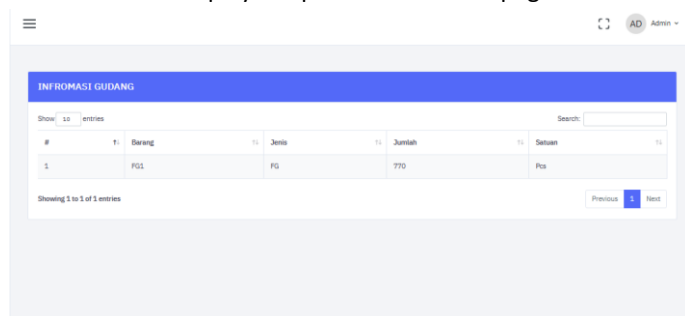 AD Admin
INFROMASI GUDANG
Show 10 entries Search:
# Barang Jenis Jumlah Satuan
1 FG1 FG 770 Pcs
Showing 1 to 1 of 1 entries Previous 1 Next